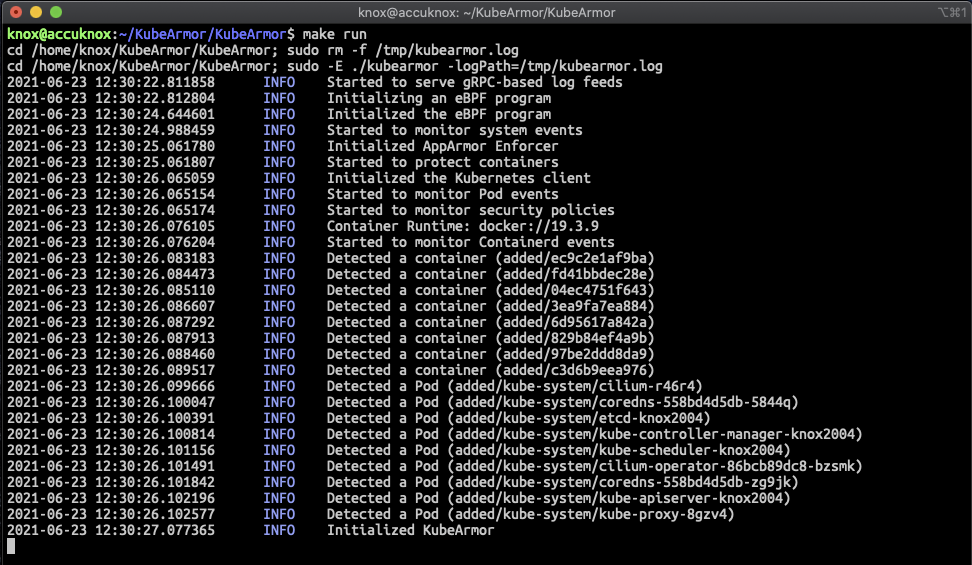 knox@accuknox: ~/KubeArmor/KubeArmor
⌥⌘1
knox@accuknox:~/KubeArmor/KubeArmor$ make run
cd /home/knox/KubeArmor/KubeArmor; sudo rm -f /tmp/kubearmor.log
cd /home/knox/KubeArmor/KubeArmor; sudo -E ./kubearmor -logPath=/tmp/kubearmor.log
2021-06-23 12:30:22.811858 INFO Started to serve gRPC-based log feeds
2021-06-23 12:30:22.812804 INFO Initializing an eBPF program
2021-06-23 12:30:24.644601 INFO Initialized the eBPF program
2021-06-23 12:30:24.988459 INFO Started to monitor system events
2021-06-23 12:30:25.061780 INFO Initialized AppArmor Enforcer
2021-06-23 12:30:25.061807 INFO Started to protect containers
2021-06-23 12:30:26.065059 INFO Initialized the Kubernetes client
2021-06-23 12:30:26.065154 INFO Started to monitor Pod events
2021-06-23 12:30:26.065174 INFO Started to monitor security policies
2021-06-23 12:30:26.076105 INFO Container Runtime: docker://19.3.9
2021-06-23 12:30:26.076204 INFO Started to monitor Containerd events
2021-06-23 12:30:26.083183 INFO Detected a container (added/ec9c2e1af9ba)
2021-06-23 12:30:26.084473 INFO Detected a container (added/fd41bbdec28e)
2021-06-23 12:30:26.085110 INFO Detected a container (added/04ec4751f643)
2021-06-23 12:30:26.086607 INFO Detected a container (added/3ea9fa7ea884)
2021-06-23 12:30:26.087292 INFO Detected a container (added/6d95617a842a)
2021-06-23 12:30:26.087913 INFO Detected a container (added/829b84ef4a9b)
2021-06-23 12:30:26.088460 INFO Detected a container (added/97be2ddd8da9)
2021-06-23 12:30:26.089517 INFO Detected a container (added/c3d6b9eea976)
2021-06-23 12:30:26.099666 INFO Detected a Pod (added/kube-system/cilium-r46r4)
2021-06-23 12:30:26.100047 INFO Detected a Pod (added/kube-system/coredns-558bd4d5db-5844q)
2021-06-23 12:30:26.100391 INFO Detected a Pod (added/kube-system/etcd-knox2004)
2021-06-23 12:30:26.100814 INFO Detected a Pod (added/kube-system/kube-controller-manager-knox2004)
2021-06-23 12:30:26.101156 INFO Detected a Pod (added/kube-system/kube-scheduler-knox2004)
2021-06-23 12:30:26.101491 INFO Detected a Pod (added/kube-system/cilium-operator-86bcb89dc8-bzsmk)
2021-06-23 12:30:26.101842 INFO Detected a Pod (added/kube-system/coredns-558bd4d5db-zg9jk)
2021-06-23 12:30:26.102196 INFO Detected a Pod (added/kube-system/kube-apiserver-knox2004)
2021-06-23 12:30:26.102577 INFO Detected a Pod (added/kube-system/kube-proxy-8gzv4)
2021-06-23 12:30:27.077365 INFO Initialized KubeArmor